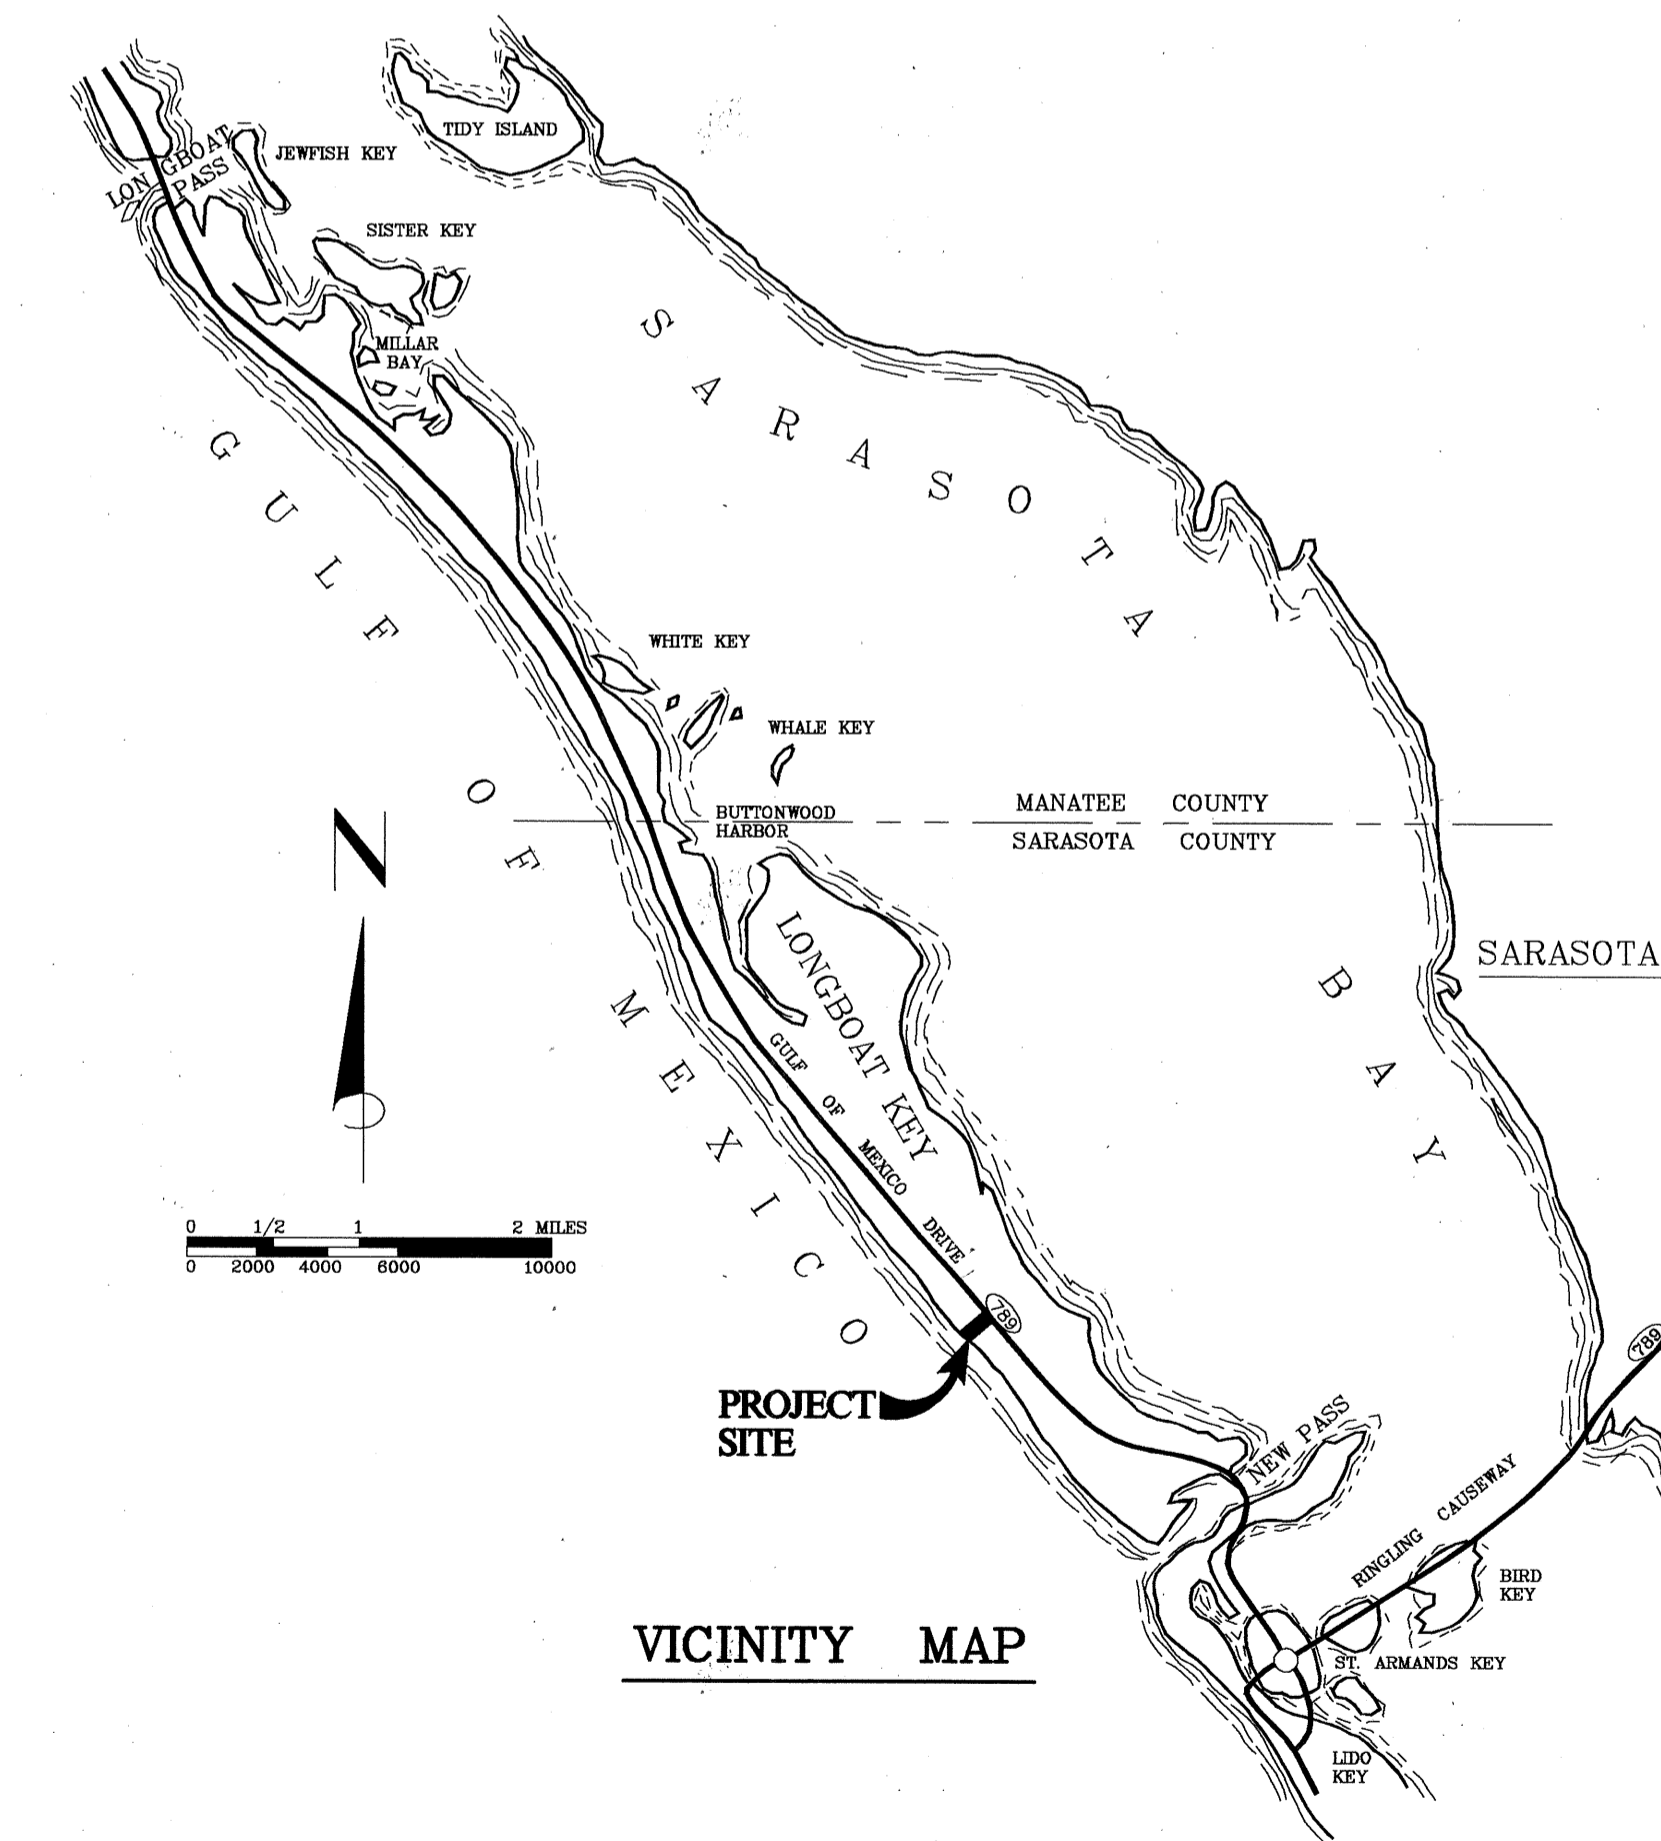 TIDY ISLAND
JEWFISH KEY
LONGBOAT
PASS
SISTER KEY
MILLAR
BAY
SARASOTA
BAY
GULF
OF
MEXICO
WHITE KEY
WHALE KEY
BUTTONWOOD
HARBOR
MANATEE COUNTY
SARASOTA COUNTY
N
LONGBOAT KEY
SARASOTA
GULF OF MEXICO DRIVE
0 1/2 1 2 MILES
0 2000 4000 6000 10000
789
789
PROJECT
SITE
NEW PASS
RINGLING CAUSEWAY
BIRD
KEY
ST. ARMANDS KEY
LIDO
KEY
VICINITY MAP